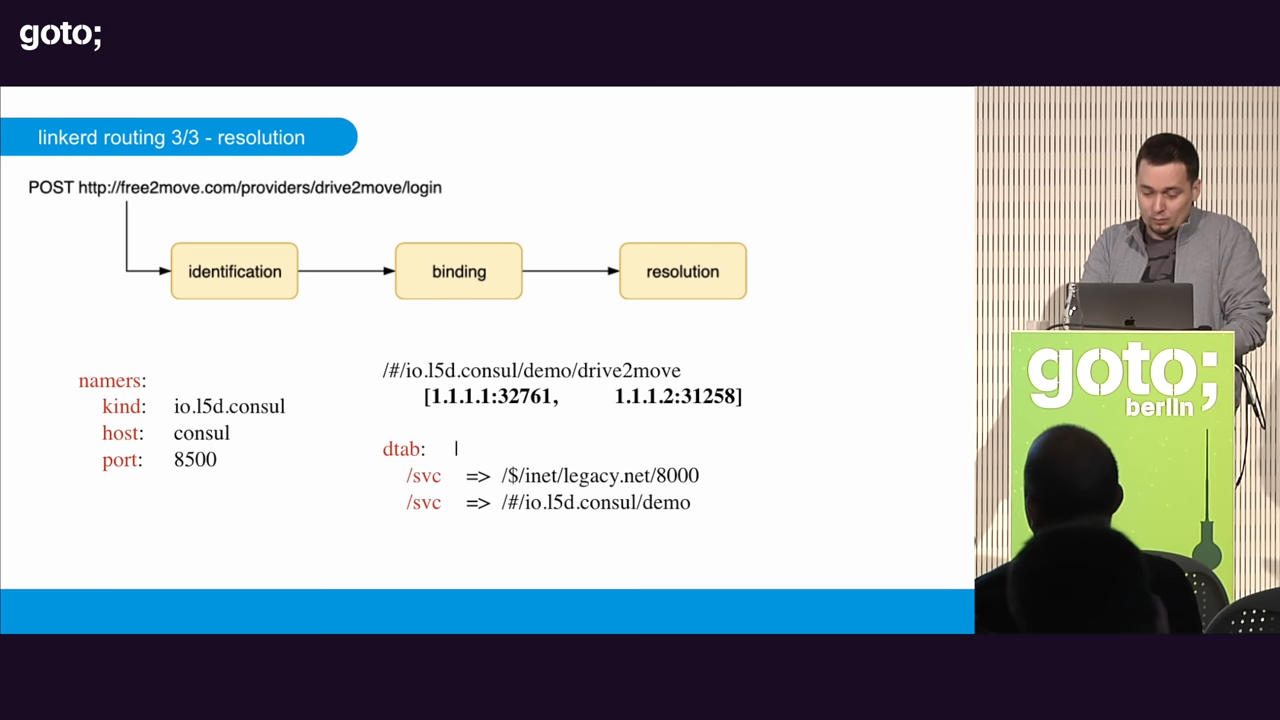 goto;
linkerd routing 3/3 - resolution
POST http://free2move.com/providers/drive2move/login
identification
binding
resolution
namers:
kind: io.l5d.consul
host: consul
port: 8500
/#/io.l5d.consul/demo/drive2move
[1.1.1.1:32761, 1.1.1.2:31258]
dtab: |
/svc => /$/inet/legacy.net/8000
/svc => /#/io.l5d.consul/demo
goto;
berlin